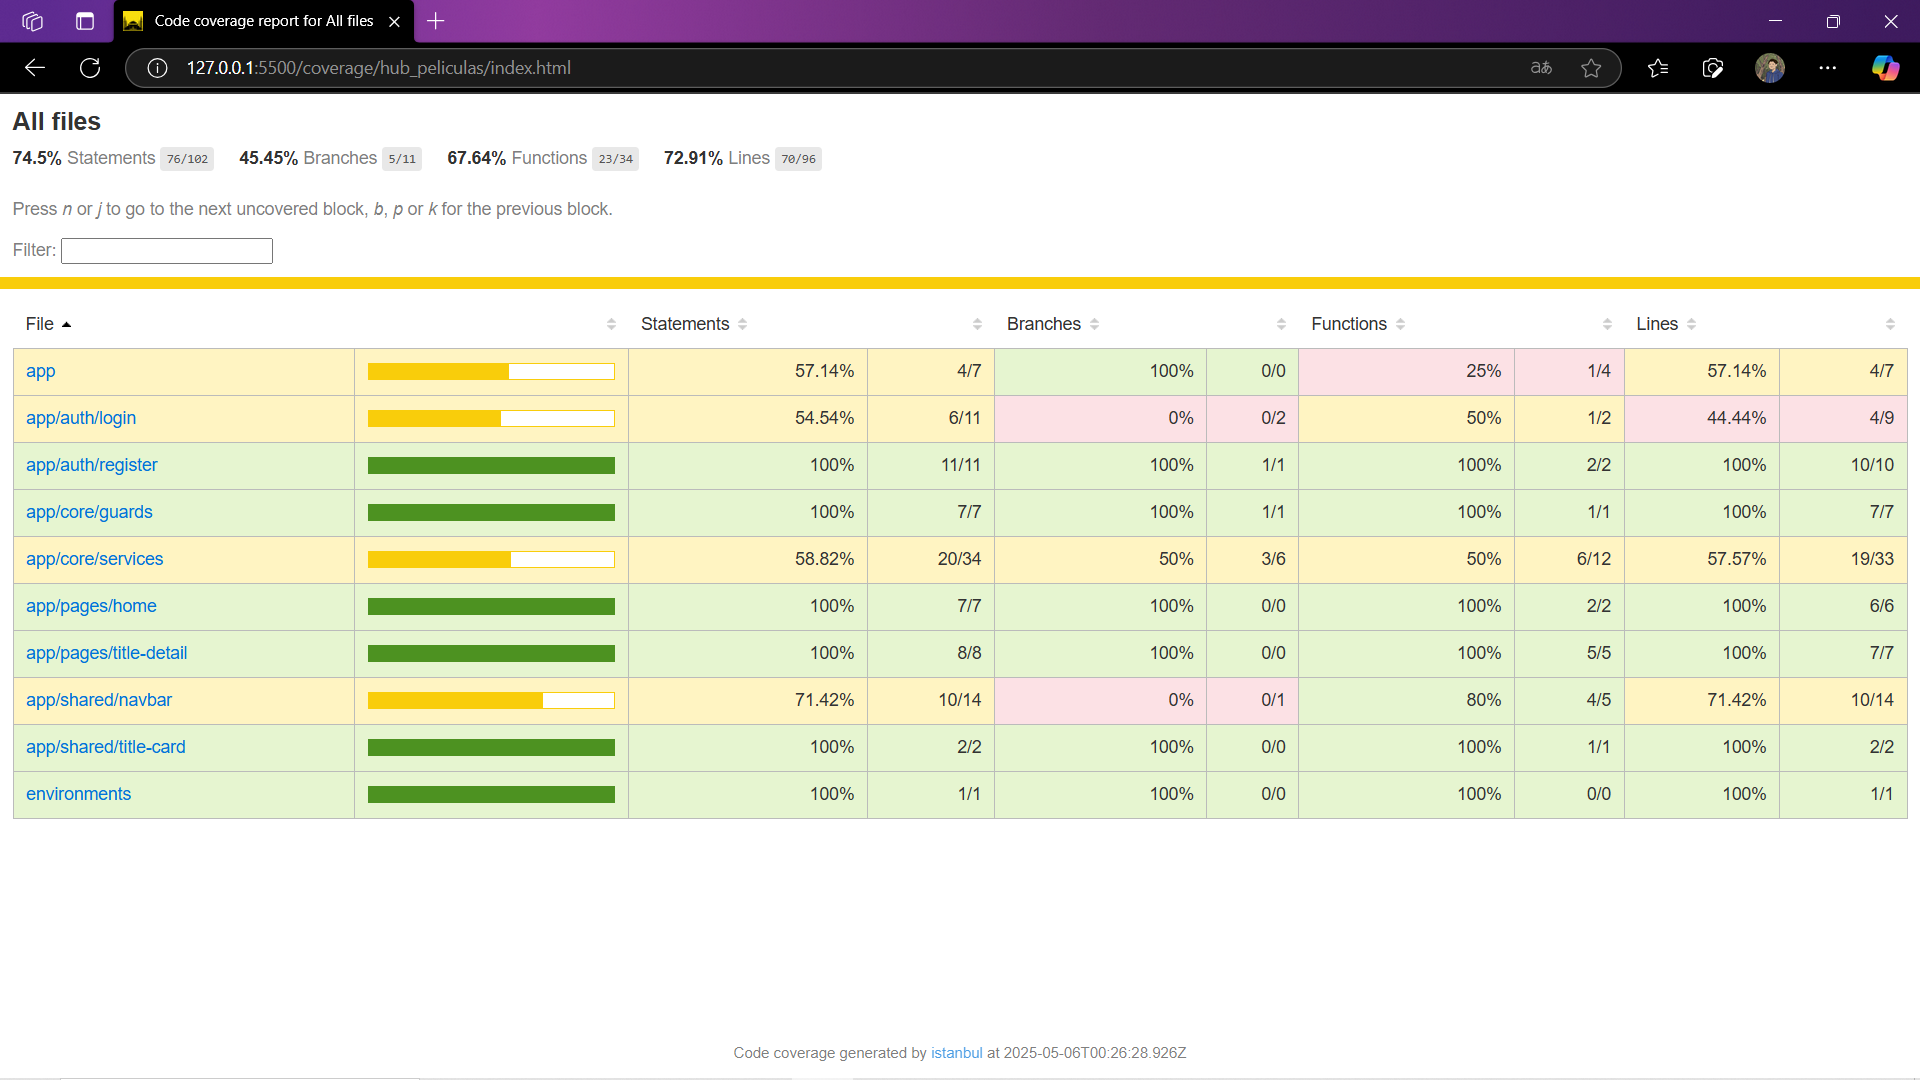 Code coverage report for All files
127.0.0.1:5500/coverage/hub_peliculas/index.html
All files
74.5% Statements 76/102 45.45% Branches 5/11 67.64% Functions 23/34 72.91% Lines 70/96
Press n or j to go to the next uncovered block, b, p or k for the previous block.
Filter:
File Statements Branches Functions Lines
app 57.14% 4/7 100% 0/0 25% 1/4 57.14% 4/7
app/auth/login 54.54% 6/11 0% 0/2 50% 1/2 44.44% 4/9
app/auth/register 100% 11/11 100% 1/1 100% 2/2 100% 10/10
app/core/guards 100% 7/7 100% 1/1 100% 1/1 100% 7/7
app/core/services 58.82% 20/34 50% 3/6 50% 6/12 57.57% 19/33
app/pages/home 100% 7/7 100% 0/0 100% 2/2 100% 6/6
app/pages/title-detail 100% 8/8 100% 0/0 100% 5/5 100% 7/7
app/shared/navbar 71.42% 10/14 0% 0/1 80% 4/5 71.42% 10/14
app/shared/title-card 100% 2/2 100% 0/0 100% 1/1 100% 2/2
environments 100% 1/1 100% 0/0 100% 0/0 100% 1/1
Code coverage generated by istanbul at 2025-05-06T00:26:28.926Z